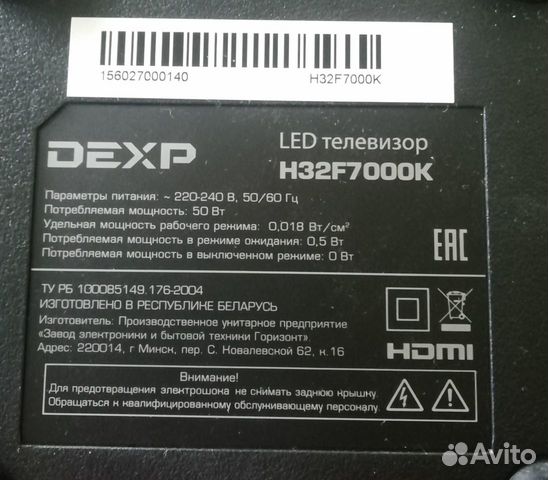 156027000140 H32F7000K
DEXP
LED телевизор
H32F7000K
Параметры питания: ~ 220-240 В, 50/60 Гц
Потребляемая мощность: 50 Вт
Удельная мощность рабочего режима: 0,018 Вт/см²
Потребляемая мощность в режиме ожидания: 0,5 Вт
Потребляемая мощность в выключенном режиме: 0 Вт
EAC
ТУ РБ 100085149.176-2004
ИЗГОТОВЛЕНО В РЕСПУБЛИКЕ БЕЛАРУСЬ
Изготовитель: Производственное унитарное предприятие
«Завод электроники и бытовой техники Горизонт».
Адрес: 220014, г Минск, пер. С. Ковалевской 62, к. 16
HDMI
Внимание!
Для предотвращения электрошока не снимать заднюю крышку.
Обращаться к квалифицированному обслуживающему персоналу.
Avito